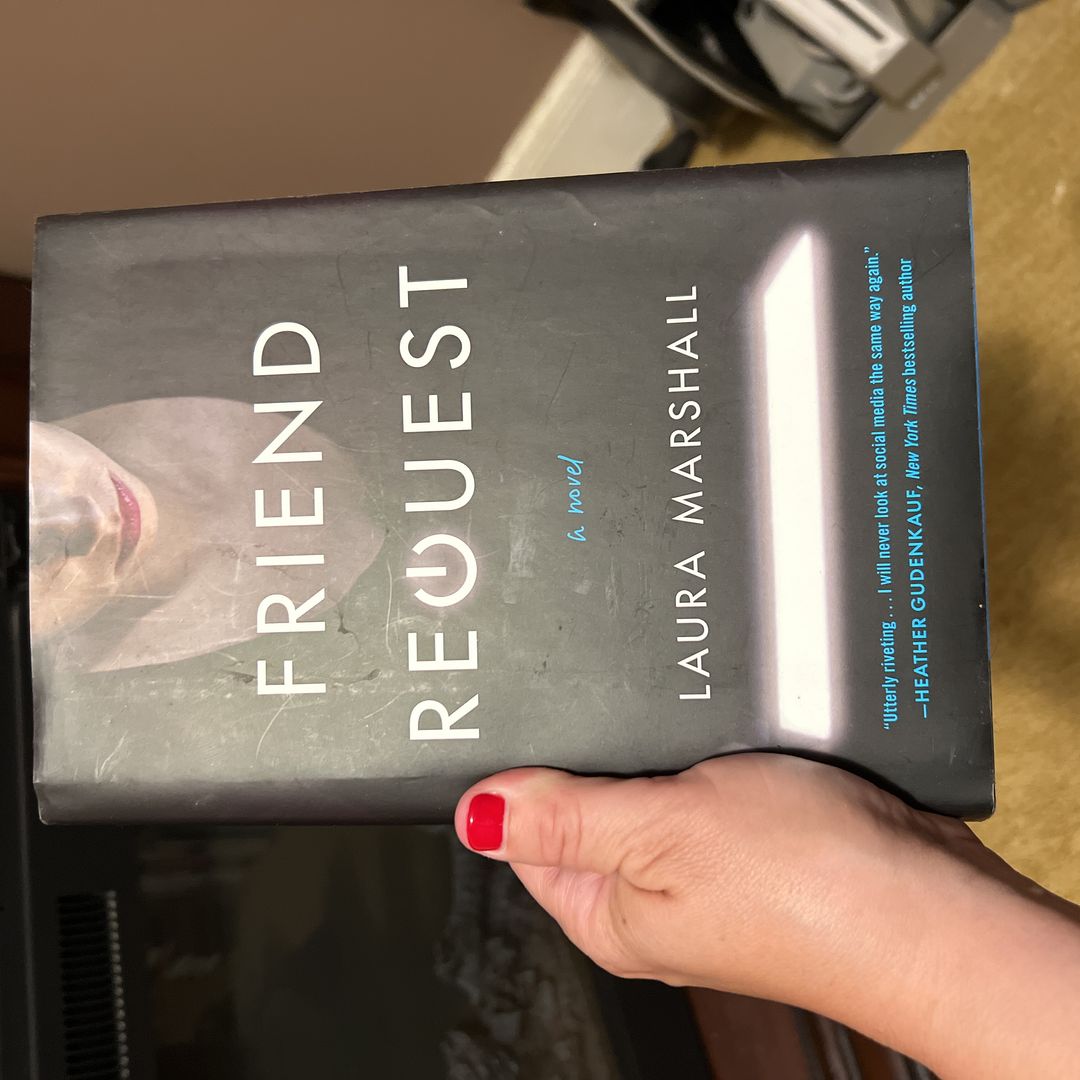 FRIEND
REQUEST
a novel
LAURA MARSHALL
“Utterly riveting . . . I will never look at social media the same way again.”
—HEATHER GUDENKAUF, New York Times bestselling author